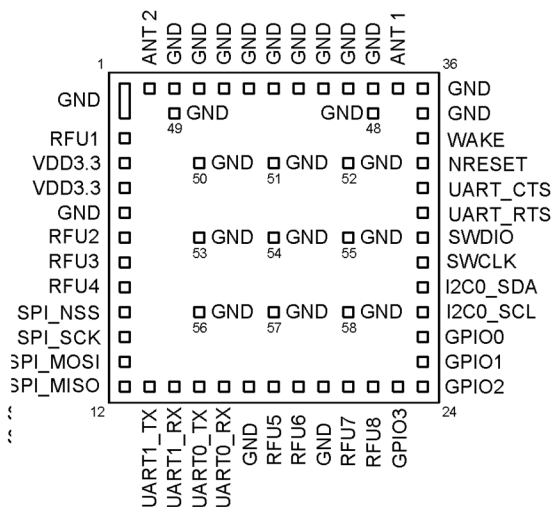 ANT 2
GND
GND
GND
GND
GND
GND
GND
GND
GND
ANT 1
1
36
GND
GND
GND
49
GND
GND
48
GND
RFU1
WAKE
VDD3.3
50
GND
51
GND
52
GND
NRESET
VDD3.3
UART_CTS
GND
UART_RTS
RFU2
53
GND
54
GND
55
GND
SWDIO
RFU3
SWCLK
RFU4
I2C0_SDA
SPI_NSS
56
GND
57
GND
58
GND
I2C0_SCL
SPI_SCK
GPIO0
SPI_MOSI
GPIO1
SPI_MISO
GPIO2
12
24
UART1_TX
UART1_RX
UART0_TX
UART0_RX
GND
RFU5
RFU6
GND
RFU7
RFU8
GPIO3